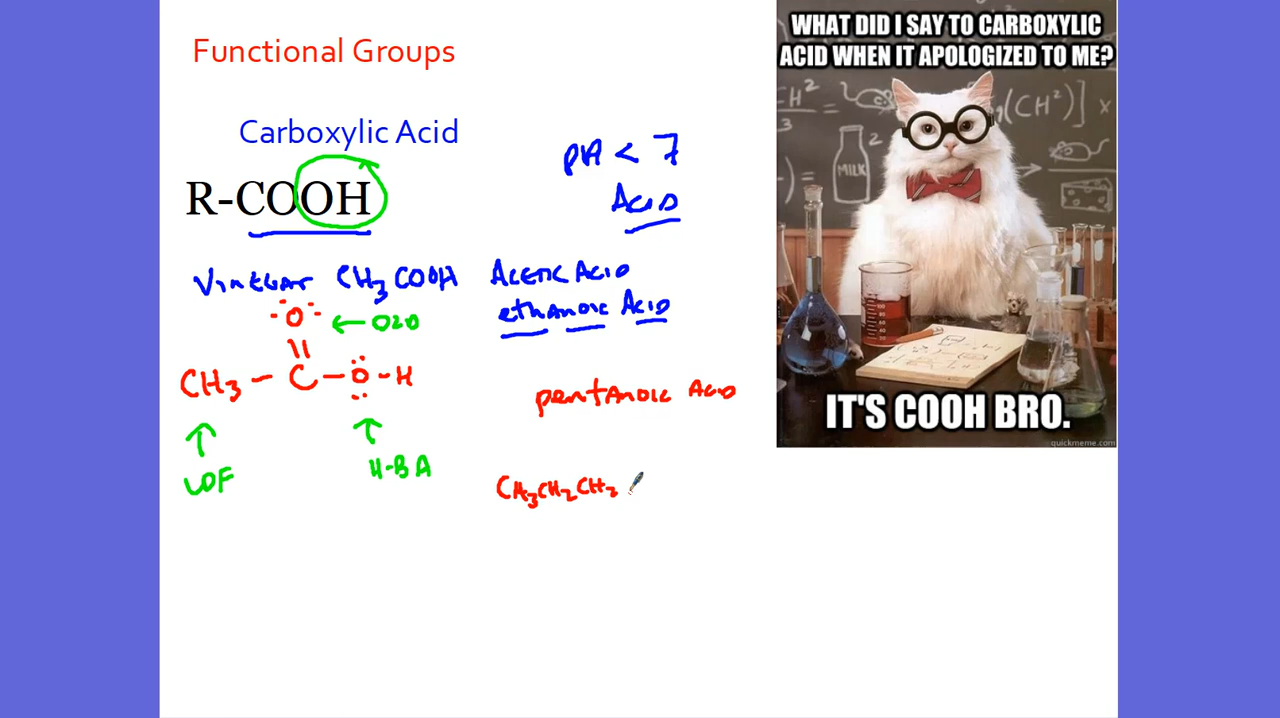 Functional Groups
Carboxylic Acid
R-COOH
pH < 7
ACID
Vinegar CH3COOH ACETIC ACID
ethANOIC ACID
O
CH3 - C - O - H
LDF
H-BA
pentANOIC ACID
CH3CH2CH2
WHAT DID I SAY TO CARBOXYLIC
ACID WHEN IT APOLOGIZED TO ME?
MILK
IT'S COOH BRO.
quickmeme.com